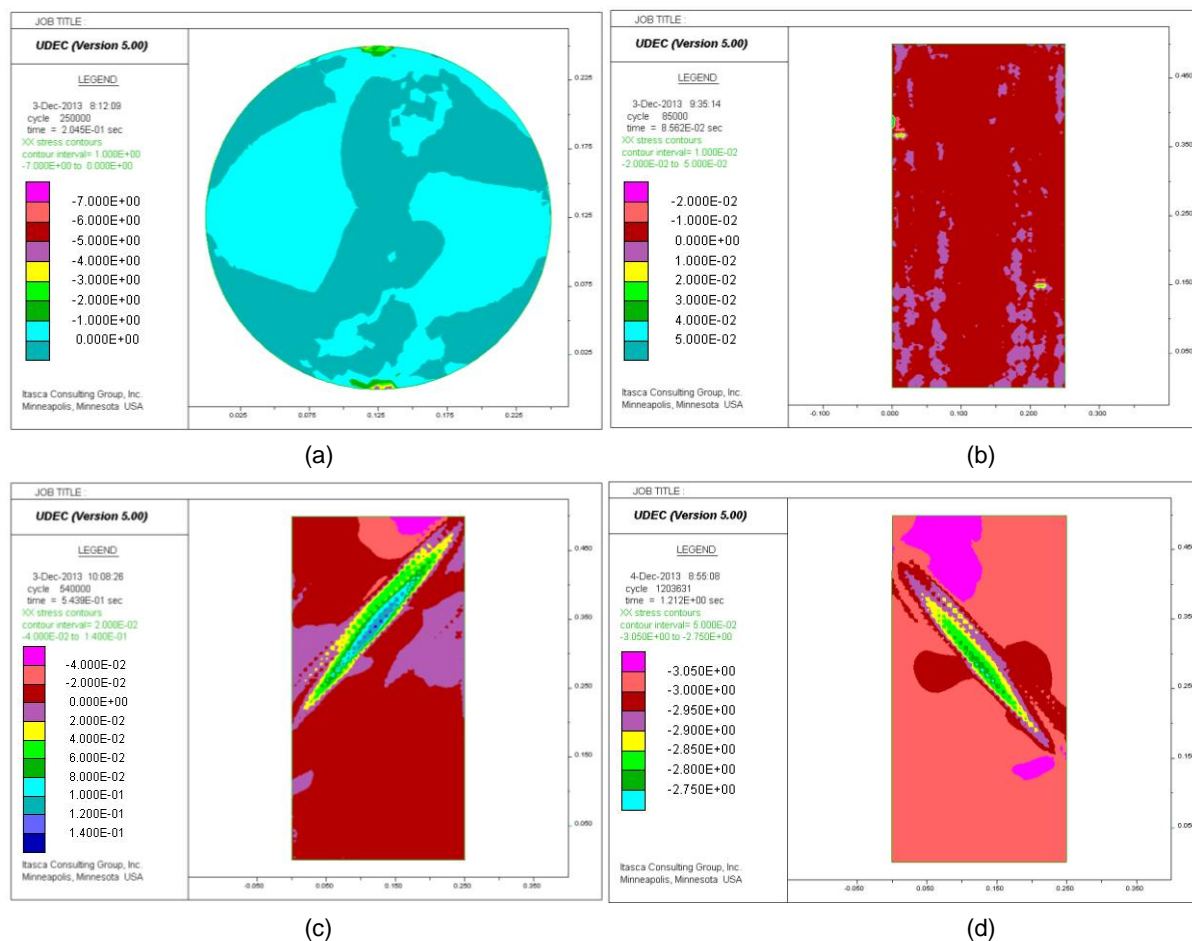 JOB TITLE :
UDEC (Version 5.00)
LEGEND
3-Dec-2013 8:12:09
cycle 250000
time = 2.045E-01 sec
XX stress contours
contour interval= 1.000E+00
-7.000E+00 to 0.000E+00
-7.000E+00
-6.000E+00
-5.000E+00
-4.000E+00
-3.000E+00
-2.000E+00
-1.000E+00
0.000E+00
Itasca Consulting Group, Inc.
Minneapolis, Minnesota USA
0.225
0.175
0.125
0.075
0.025
0.025 0.075 0.125 0.175 0.225
(a)
JOB TITLE :
UDEC (Version 5.00)
LEGEND
3-Dec-2013 9:35:14
cycle 85000
time = 8.562E-02 sec
XX stress contours
contour interval= 1.000E-02
-2.000E-02 to 5.000E-02
-2.000E-02
-1.000E-02
0.000E+00
1.000E-02
2.000E-02
3.000E-02
4.000E-02
5.000E-02
Itasca Consulting Group, Inc.
Minneapolis, Minnesota USA
0.450
0.350
0.250
0.150
0.050
-0.100 0.000 0.100 0.200 0.300
(b)
JOB TITLE :
UDEC (Version 5.00)
LEGEND
3-Dec-2013 10:08:26
cycle 540000
time = 5.439E-01 sec
XX stress contours
contour interval= 2.000E-02
-4.000E-02 to 1.400E-01
-4.000E-02
-2.000E-02
0.000E+00
2.000E-02
4.000E-02
6.000E-02
8.000E-02
1.000E-01
1.200E-01
1.400E-01
Itasca Consulting Group, Inc.
Minneapolis, Minnesota USA
0.450
0.350
0.250
0.150
0.050
-0.050 0.050 0.150 0.250 0.350
(c)
JOB TITLE :
UDEC (Version 5.00)
LEGEND
4-Dec-2013 8:55:08
cycle 1203631
time = 1.212E+00 sec
XX stress contours
contour interval= 5.000E-02
-3.050E+00 to -2.750E+00
-3.050E+00
-3.000E+00
-2.950E+00
-2.900E+00
-2.850E+00
-2.800E+00
-2.750E+00
Itasca Consulting Group, Inc.
Minneapolis, Minnesota USA
0.450
0.350
0.250
0.150
0.050
-0.050 0.050 0.150 0.250 0.350
(d)